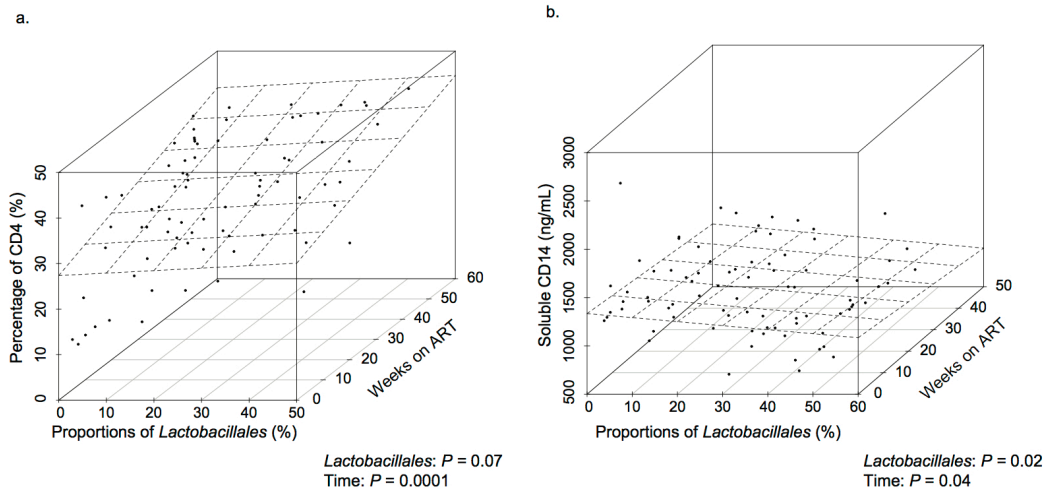 a.
Percentage of CD4 (%)
50
40
30
20
10
0
0 10 20 30 40 50
Proportions of Lactobacillales (%)
60
50
40
30
20
10
0
Weeks on ART
Lactobacillales: P = 0.07
Time: P = 0.0001
b.
Soluble CD14 (ng/mL)
3000
2500
2000
1500
1000
500
0 10 20 30 40 50 60
Proportions of Lactobacillales (%)
50
40
30
20
10
0
Weeks on ART
Lactobacillales: P = 0.02
Time: P = 0.04